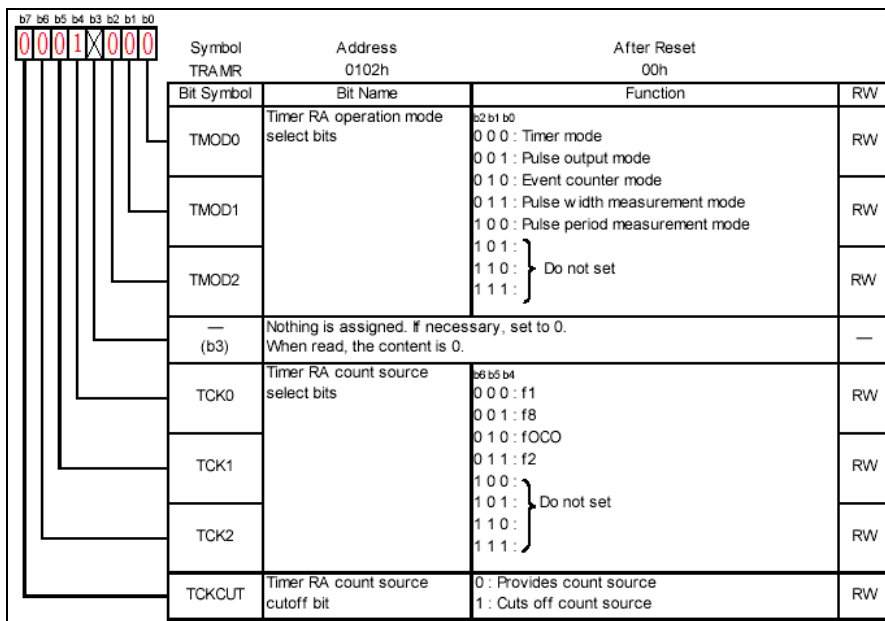 b7 b6 b5 b4 b3 b2 b1 b0
0 0 0 1 X 0 0 0
Symbol Address After Reset
TRAMR 0102h 00h
Bit Symbol Bit Name Function RW
TMOD0 Timer RA operation mode select bits RW
b2 b1 b0
0 0 0 : Timer mode
0 0 1 : Pulse output mode
0 1 0 : Event counter mode
TMOD1 RW
0 1 1 : Pulse width measurement mode
1 0 0 : Pulse period measurement mode
1 0 1 :
TMOD2 RW
1 1 0 : Do not set
1 1 1 :
— (b3) Nothing is assigned. If necessary, set to 0. —
When read, the content is 0.
TCK0 Timer RA count source select bits RW
b6 b5 b4
0 0 0 : f1
0 0 1 : f8
0 1 0 : fOCO
TCK1 RW
0 1 1 : f2
1 0 0 :
1 0 1 : Do not set
TCK2 RW
1 1 0 :
1 1 1 :
TCKCUT Timer RA count source cutoff bit RW
0 : Provides count source
1 : Cuts off count source